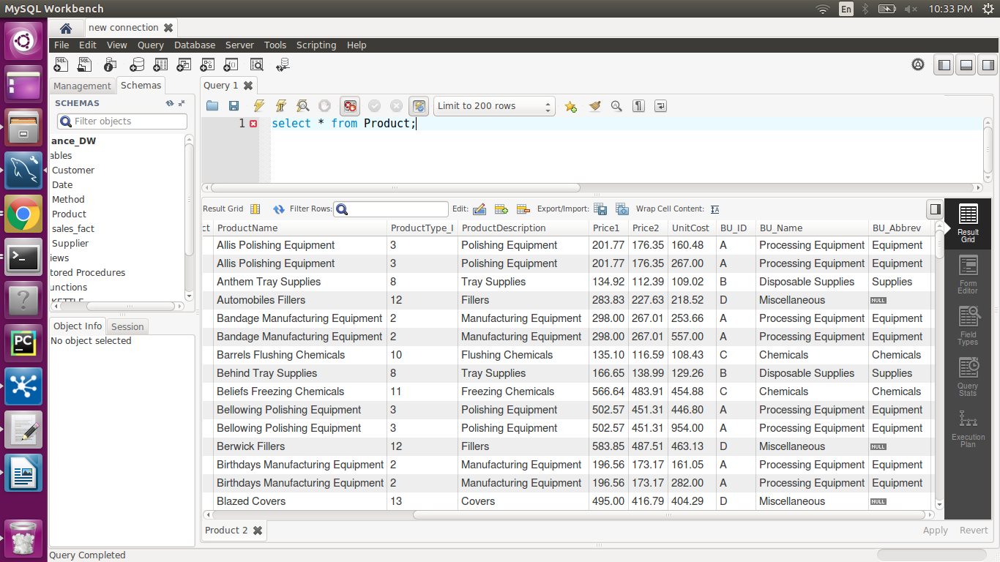 MySQL Workbench En 10:33 PM
new connection
File Edit View Query Database Server Tools Scripting Help
Management Schemas
SCHEMAS
Filter objects
ance_DW
ables
Customer
Date
Method
Product
sales_fact
Supplier
iews
tored Procedures
unctions
KETTLE
Object Info Session
No object selected
Query 1
Limit to 200 rows
1 select * from Product;
Result Grid Filter Rows: Edit: Export/Import: Wrap Cell Content: IA
ct ProductName ProductType_I ProductDescription Price1 Price2 UnitCost BU_ID BU_Name BU_Abbrev
Allis Polishing Equipment 3 Polishing Equipment 201.77 176.35 160.48 A Processing Equipment Equipment
Allis Polishing Equipment 3 Polishing Equipment 201.77 176.35 267.00 A Processing Equipment Equipment
Anthem Tray Supplies 8 Tray Supplies 134.92 112.39 109.02 B Disposable Supplies Supplies
Automobiles Fillers 12 Fillers 283.83 227.63 218.52 D Miscellaneous NULL
Bandage Manufacturing Equipment 2 Manufacturing Equipment 298.00 267.01 253.66 A Processing Equipment Equipment
Bandage Manufacturing Equipment 2 Manufacturing Equipment 298.00 267.01 557.00 A Processing Equipment Equipment
Barrels Flushing Chemicals 10 Flushing Chemicals 135.10 116.59 108.43 C Chemicals Chemicals
Behind Tray Supplies 8 Tray Supplies 166.65 138.99 129.26 B Disposable Supplies Supplies
Beliefs Freezing Chemicals 11 Freezing Chemicals 566.64 483.91 454.88 C Chemicals Chemicals
Bellowing Polishing Equipment 3 Polishing Equipment 502.57 451.31 446.80 A Processing Equipment Equipment
Bellowing Polishing Equipment 3 Polishing Equipment 502.57 451.31 954.00 A Processing Equipment Equipment
Berwick Fillers 12 Fillers 583.85 487.51 463.13 D Miscellaneous NULL
Birthdays Manufacturing Equipment 2 Manufacturing Equipment 196.56 173.17 161.05 A Processing Equipment Equipment
Birthdays Manufacturing Equipment 2 Manufacturing Equipment 196.56 173.17 282.00 A Processing Equipment Equipment
Blazed Covers 13 Covers 495.00 416.79 404.29 D Miscellaneous NULL
Result
Grid
Form
Editor
Field
Types
Query
Stats
Execution
Plan
Product 2 Apply Revert
Query Completed
PC